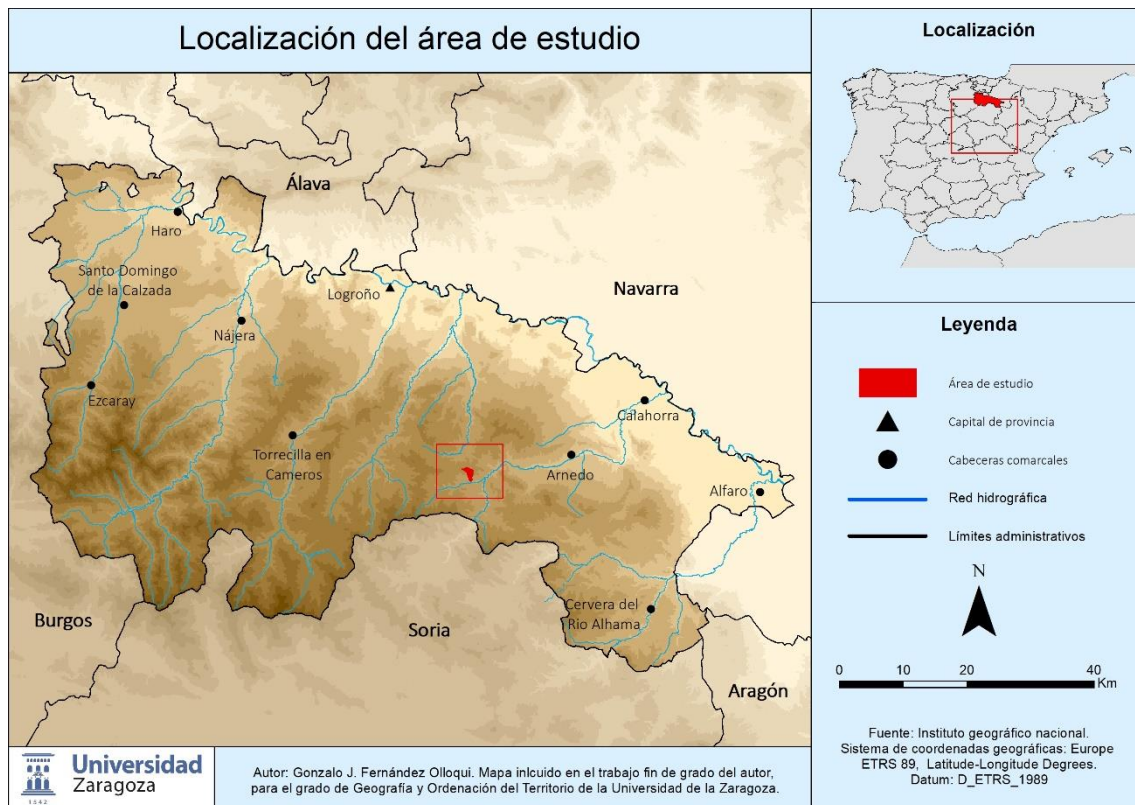 Localización del área de estudio
Álava
Haro
Santo Domingo
de la Calzada
Logroño
Navarra
Nájera
Ezcaray
Calahorra
Torrecilla en
Cameros
Arnedo
Alfaro
Cervera del
Rio Alhama
Burgos
Soria
Aragón
Localización
Leyenda
Área de estudio
Capital de provincia
Cabeceras comarcales
Red hidrográfica
Límites administrativos
N
0 10 20 40
Km
Fuente: Instituto geográfico nacional.
Sistema de coordenadas geográficas: Europe
ETRS 89, Latitude-Longitude Degrees.
Datum: D_ETRS_1989
1542
Universidad
Zaragoza
Autor: Gonzalo J. Fernández Olloqui. Mapa inlcuido en el trabajo fin de grado del autor,
para el grado de Geografía y Ordenación del Territorio de la Universidad de la Zaragoza.